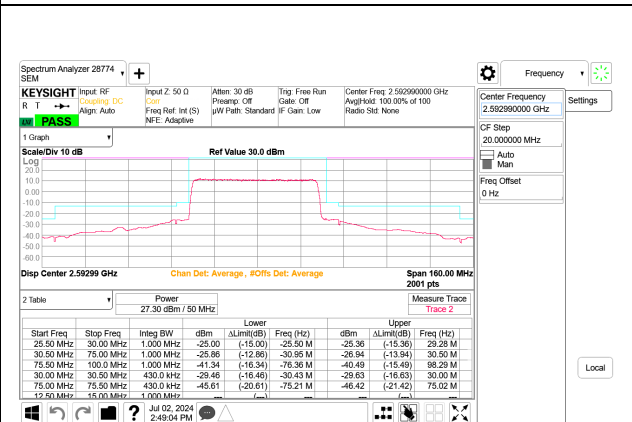 Spectrum Analyzer 28774
SEM
Frequency
KEYSIGHT Input: RF Input Z: 50 Ω Atten: 30 dB Trig: Free Run Center Freq: 2.592990000 GHz
R T Coupling: DC Corr Preamp: Off Gate: Off Avg|Hold: 100.00% of 100
Align: Auto Freq Ref: Int (S) µW Path: Standard IF Gain: Low Radio Std: None
NFE: Adaptive
PASS
Center Frequency
2.592990000 GHz
Settings
CF Step
20.000000 MHz
Auto
Man
Freq Offset
0 Hz
Local
1 Graph
Scale/Div 10 dB Ref Value 30.0 dBm
Log
20.0
10.0
0.00
-10.0
-20.0
-30.0
-40.0
-50.0
-60.0
Disp Center 2.59299 GHz Chan Det: Average, #Offs Det: Average Span 160.00 MHz
2001 pts
2 Table Power Measure Trace
27.30 dBm / 50 MHz Trace 2
Lower Upper
Start Freq Stop Freq Integ BW dBm ΔLimit(dB) Freq (Hz) dBm ΔLimit(dB) Freq (Hz)
25.50 MHz 30.00 MHz 1.000 MHz -25.00 (-15.00) -25.50 M -25.36 (-15.36) 29.28 M
30.50 MHz 75.00 MHz 1.000 MHz -25.86 (-12.86) -30.95 M -26.94 (-13.94) 30.50 M
75.50 MHz 100.0 MHz 1.000 MHz -41.34 (-16.34) -76.36 M -40.49 (-15.49) 98.29 M
30.00 MHz 30.50 MHz 430.0 kHz -29.46 (-16.46) -30.43 M -29.63 (-16.63) 30.00 M
75.00 MHz 75.50 MHz 430.0 kHz -45.61 (-20.61) -75.21 M -46.42 (-21.42) 75.02 M
12.50 MHz 15.00 MHz 1.000 MHz --- (---) --- --- (---) ---
Jul 02, 2024
2:49:04 PM